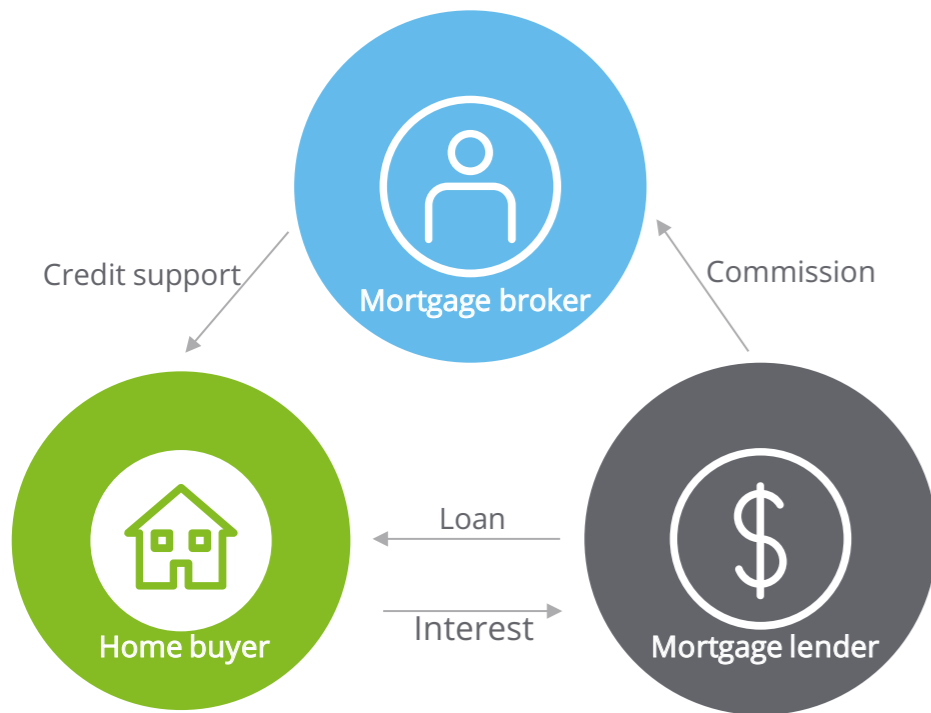 Mortgage broker
Credit support
Commission
Loan
Interest
Home buyer
Mortgage lender